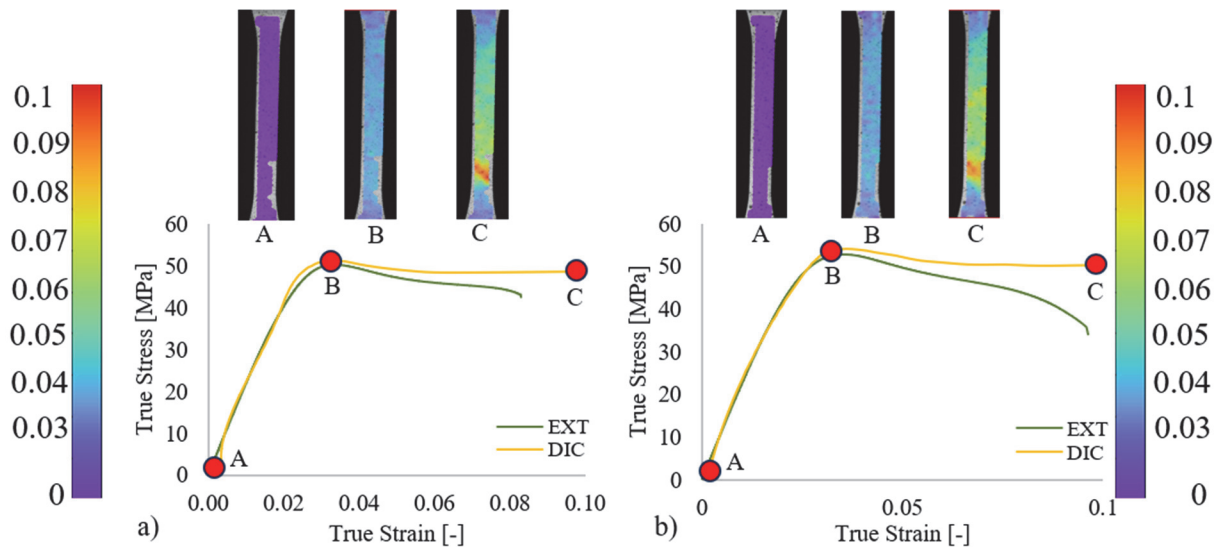 0.1
0.09
0.08
0.07
0.06
0.05
0.04
0.03
0
A
B
C
True Stress [MPa]
60
50
40
30
20
10
0
B
C
A
EXT
DIC
0.00
0.02
0.04
0.06
0.08
0.10
a)
True Strain [-]
A
B
C
True Stress [MPa]
60
50
40
30
20
10
0
B
C
A
EXT
DIC
0
0.05
0.1
b)
True Strain [-]
0.1
0.09
0.08
0.07
0.06
0.05
0.04
0.03
0